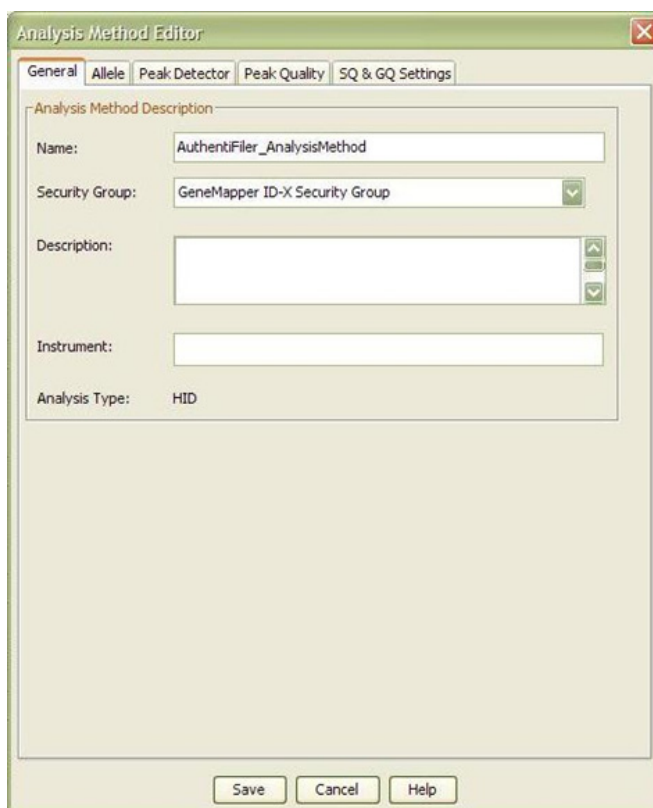 Analysis Method Editor
General Allele Peak Detector Peak Quality SQ & GQ Settings
Analysis Method Description
Name: AuthentiFiler_AnalysisMethod
Security Group: GeneMapper ID-X Security Group
Description:
Instrument:
Analysis Type: HID
Save Cancel Help